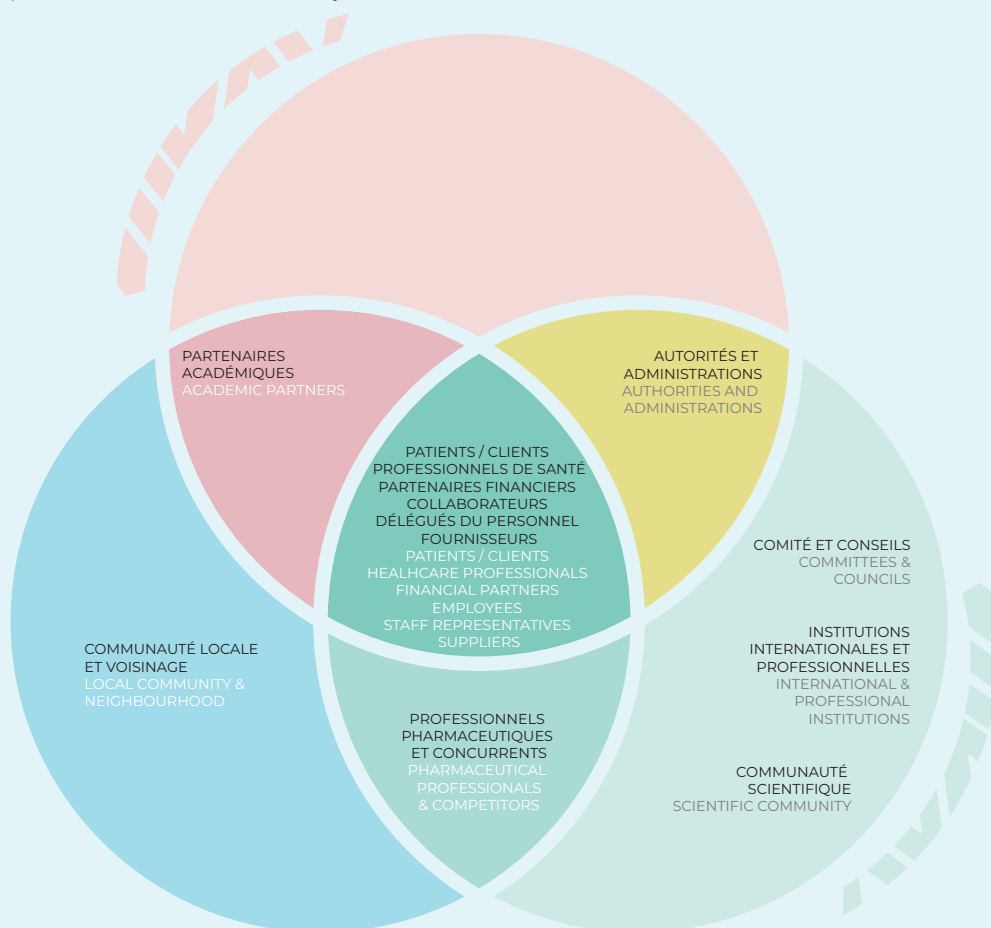 PARTENAIRES
ACADÉMIQUES
ACADEMIC PARTNERS
AUTORITÉS ET
ADMINISTRATIONS
AUTHORITIES AND
ADMINISTRATIONS
PATIENTS / CLIENTS
PROFESSIONNELS DE SANTÉ
PARTENAIRES FINANCIERS
COLLABORATEURS
DÉLÉGUÉS DU PERSONNEL
FOURNISSEURS
PATIENTS / CLIENTS
HEALHCARE PROFESSIONALS
FINANCIAL PARTNERS
EMPLOYEES
STAFF REPRESENTATIVES
SUPPLIERS
COMITÉ ET CONSEILS
COMMITTEES &
COUNCILS
INSTITUTIONS
INTERNATIONALES ET
PROFESSIONNELLES
INTERNATIONAL &
PROFESSIONAL
INSTITUTIONS
COMMUNAUTÉ
SCIENTIFIQUE
SCIENTIFIC COMMUNITY
COMMUNAUTÉ LOCALE
ET VOISINAGE
LOCAL COMMUNITY &
NEIGHBOURHOOD
PROFESSIONNELS
PHARMACEUTIQUES
ET CONCURRENTS
PHARMACEUTICAL
PROFESSIONALS
& COMPETITORS